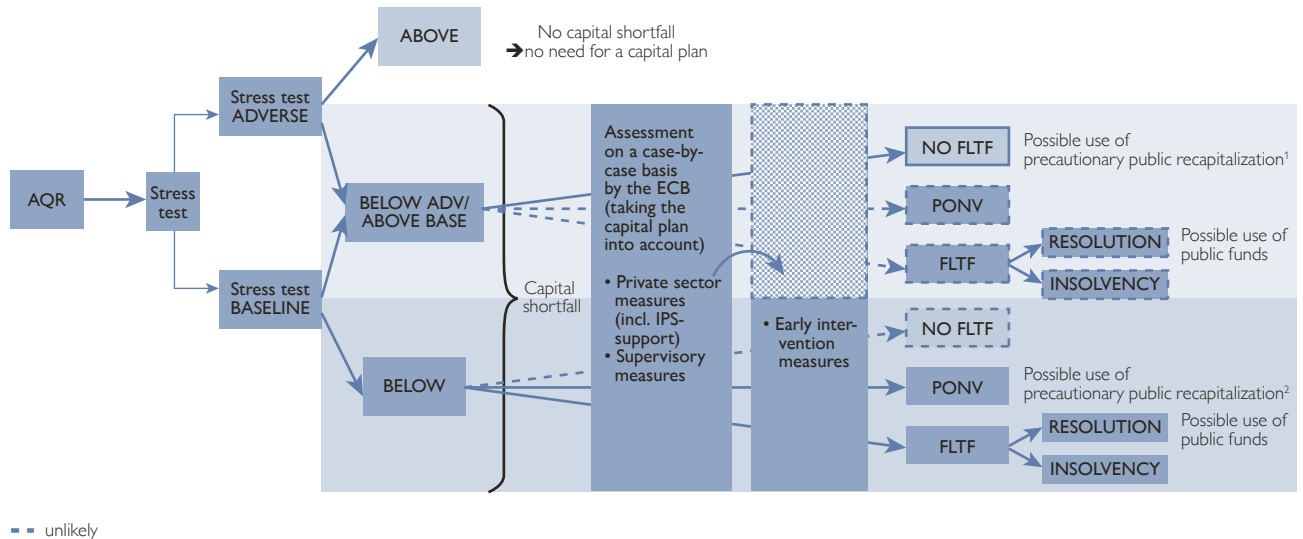 AQR
Stress
test
Stress test
ADVERSE
Stress test
BASELINE
ABOVE
No capital shortfall
➔no need for a capital plan
BELOW ADV/
ABOVE BASE
BELOW
Capital
shortfall
Assessment
on a case-by-
case basis
by the ECB
(taking the
capital plan
into account)
• Private sector
measures
(incl. IPS-
support)
• Supervisory
measures
• Early inter-
vention
measures
NO FLTF
Possible use of
precautionary public recapitalization1
PONV
FLTF
RESOLUTION
INSOLVENCY
Possible use of
public funds
NO FLTF
PONV
Possible use of
precautionary public recapitalization2
FLTF
RESOLUTION
INSOLVENCY
Possible use of
public funds
unlikely